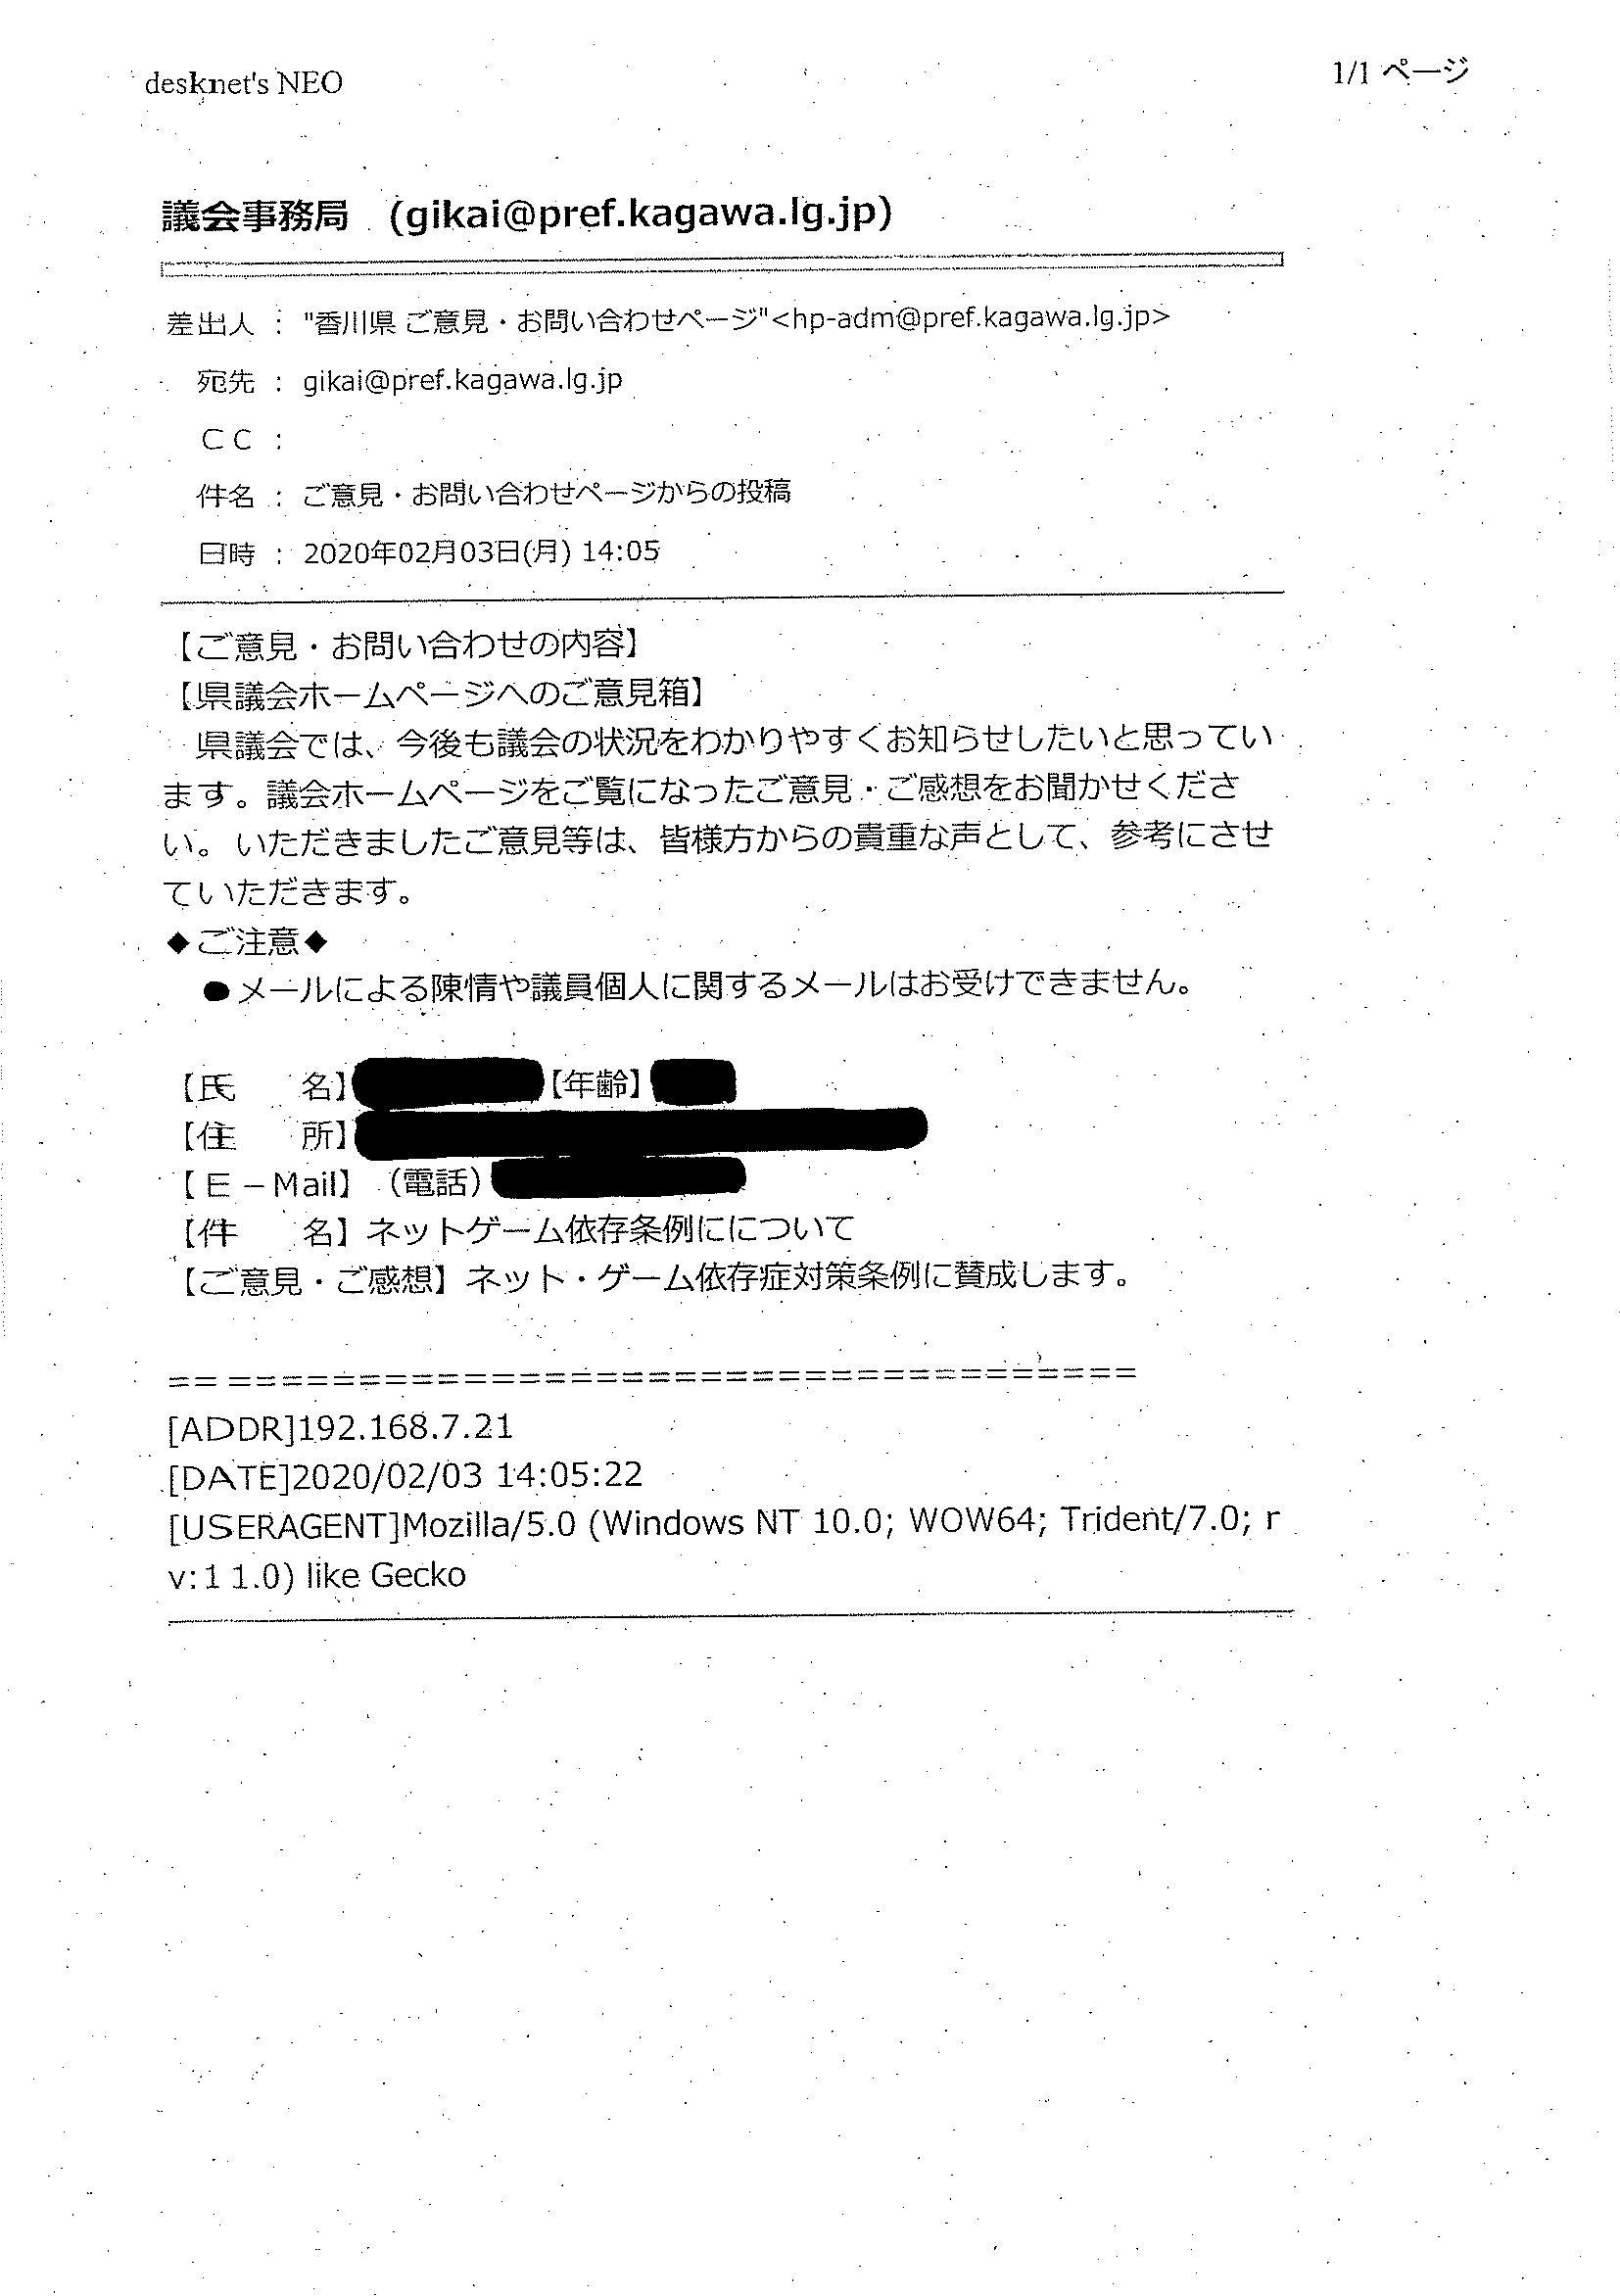 desknet's NEO
1/1 ページ
議会事務局 (gikai@pref.kagawa.lg.jp)
差出人 : "香川県 ご意見・お問い合わせページ"<hp-adm@pref.kagawa.lg.jp>
宛先 : gikai@pref.kagawa.lg.jp
ＣＣ :
件名 : ご意見・お問い合わせページからの投稿
日時 : 2020年02月03日(月) 14:05
【ご意見・お問い合わせの内容】
【県議会ホームページへのご意見箱】
県議会では、今後も議会の状況をわかりやすくお知らせしたいと思ってい
ます。議会ホームページをご覧になったご意見・ご感想をお聞かせくださ
い。いただきましたご意見等は、皆様方からの貴重な声として、参考にさせ
ていただきます。
◆ご注意◆
●メールによる陳情や議員個人に関するメールはお受けできません。
【氏　　名】【年齢】
【住　　所】
【Ｅ－Mail】（電話）
【件　　名】ネットゲーム依存条例にについて
【ご意見・ご感想】ネット・ゲーム依存症対策条例に賛成します。
====================================
[ADDR]192.168.7.21
[DATE]2020/02/03 14:05:22
[USERAGENT]Mozilla/5.0 (Windows NT 10.0; WOW64; Trident/7.0; r
v:11.0) like Gecko